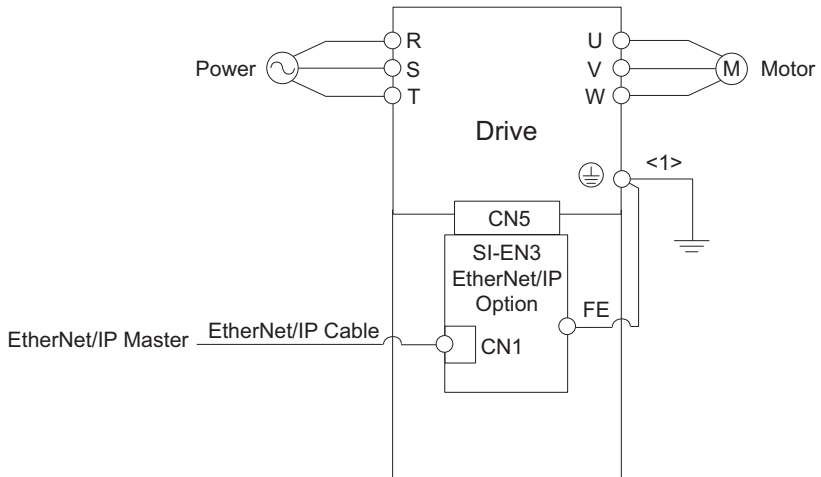 R
U
Power
S
V
M
Motor
T
W
Drive
<1>
CN5
SI-EN3
EtherNet/IP
Option
FE
EtherNet/IP Master
EtherNet/IP Cable
CN1